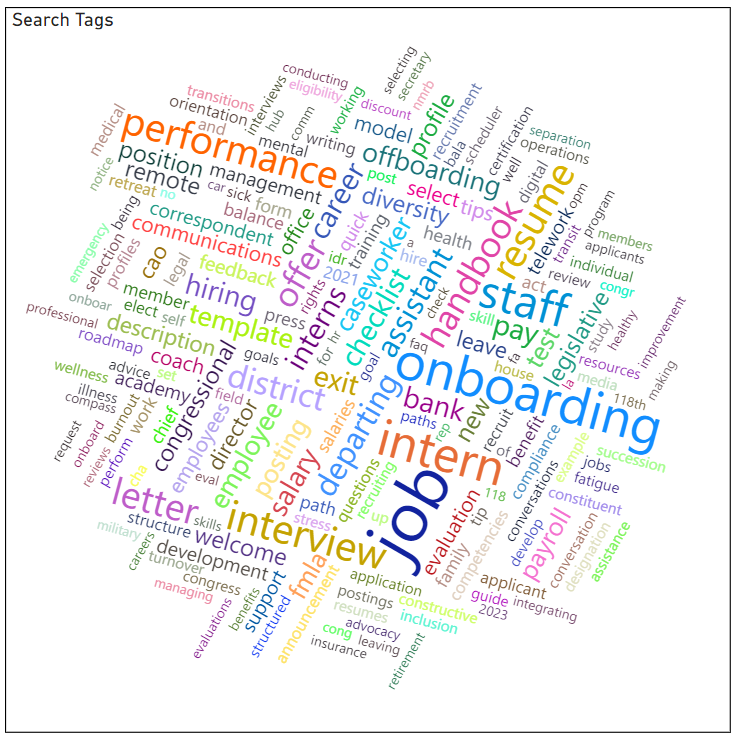 Search Tags
selecting
secretary
conducting
eligibility
nmrb
transitions
interviews
working
discount
recruitment
orientation
hub
comm
profile
scheduler
medical
and
model
bala
certification
separation
performance
mental
writing
operations
position
offboarding
well
digital
notice
remote
management
career
post
select
tips
resume
opm
retreat
no
car
sick
form
diversity
telework
program
being
correspondent
balance
office
quick
training
handbook
transit
members
emergency
communications
caseworker
health
applicants
selection
profiles
cao
legal
feedback
offer
idr
a
hire
assistant
review
individual
onboar
member
hiring
2021
rights
check
staff
act
congr
professional
elect
self
template
press
interns
checklist
skill
pay
test
legislative
study
healthy
improvement
roadmap
description
for
hr
faq
leave
fa
resources
wellness
advice
set
coach
goals
goal
house
la
media
making
illness
academy
congressional
district
exit
onboarding
118th
compass
burnout
work
chief
field
departing
bank
new
recruit
benefit
request
onboard
employees
director
employee
salaries
paths
rep
of
compliance
example
succession
reviews
perform
cha
eval
posting
questions
intern
conversations
jobs
fatigue
letter
salary
path
recruiting
job
118
constituent
military
structure
skills
interview
stress
up
evaluation
tip
develop
payroll
conversation
designation
assistance
careers
turnover
welcome
development
fmla
family
competencies
managing
congress
support
application
applicant
evaluations
benefits
structured
announcement
postings
resumes
constructive
guide
2023
integrating
cong
advocacy
inclusion
insurance
leaving
retirement